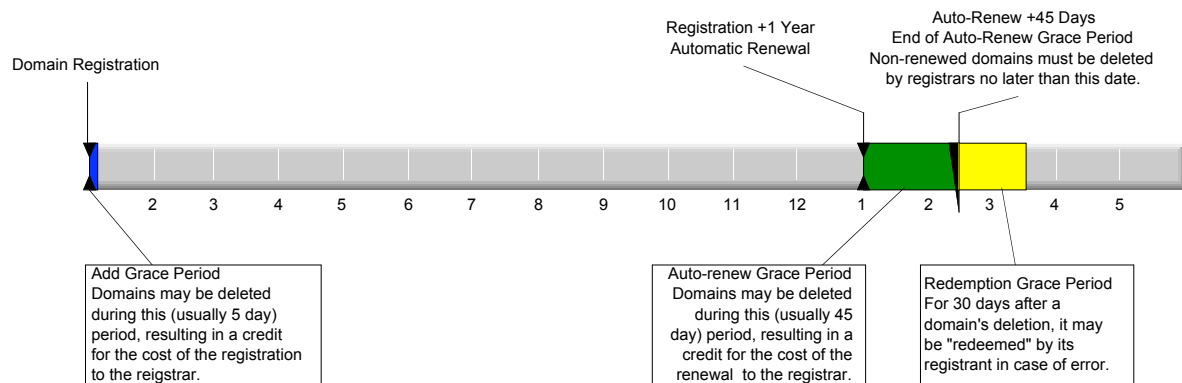 Domain Registration
Registration +1 Year
Automatic Renewal
Auto-Renew +45 Days
End of Auto-Renew Grace Period
Non-renewed domains must be deleted
by registrars no later than this date.
2 3 4 5 6 7 8 9 10 11 12 1 2 3 4 5
Add Grace Period
Domains may be deleted
during this (usually 5 day)
period, resulting in a credit
for the cost of the registration
to the reigstrar.
Auto-renew Grace Period
Domains may be deleted
during this (usually 45
day) period, resulting in a
credit for the cost of the
renewal to the registrar.
Redemption Grace Period
For 30 days after a
domain's deletion, it may
be "redeemed" by its
registrant in case of error.